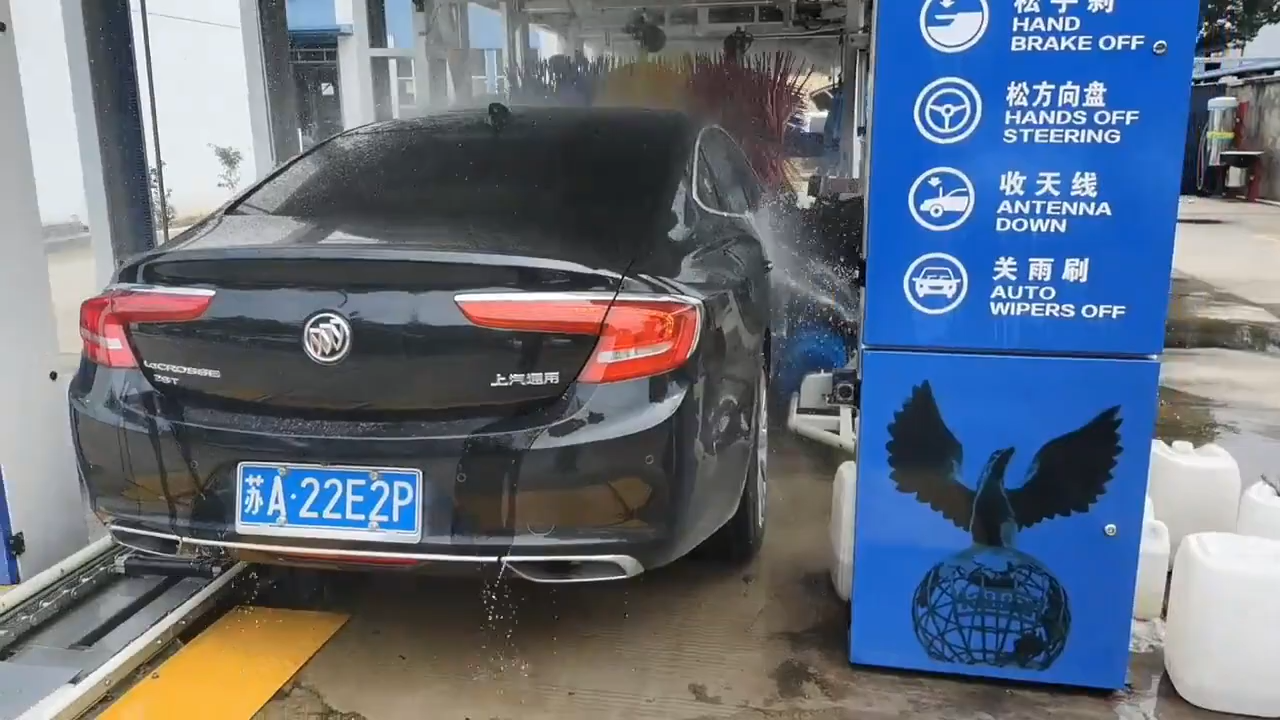 松手刹
HAND
BRAKE OFF
松方向盘
HANDS OFF
STEERING
收天线
ANTENNA
DOWN
关雨刷
AUTO
WIPERS OFF
LACROSSE
28T
上汽通用
苏A·22E2P